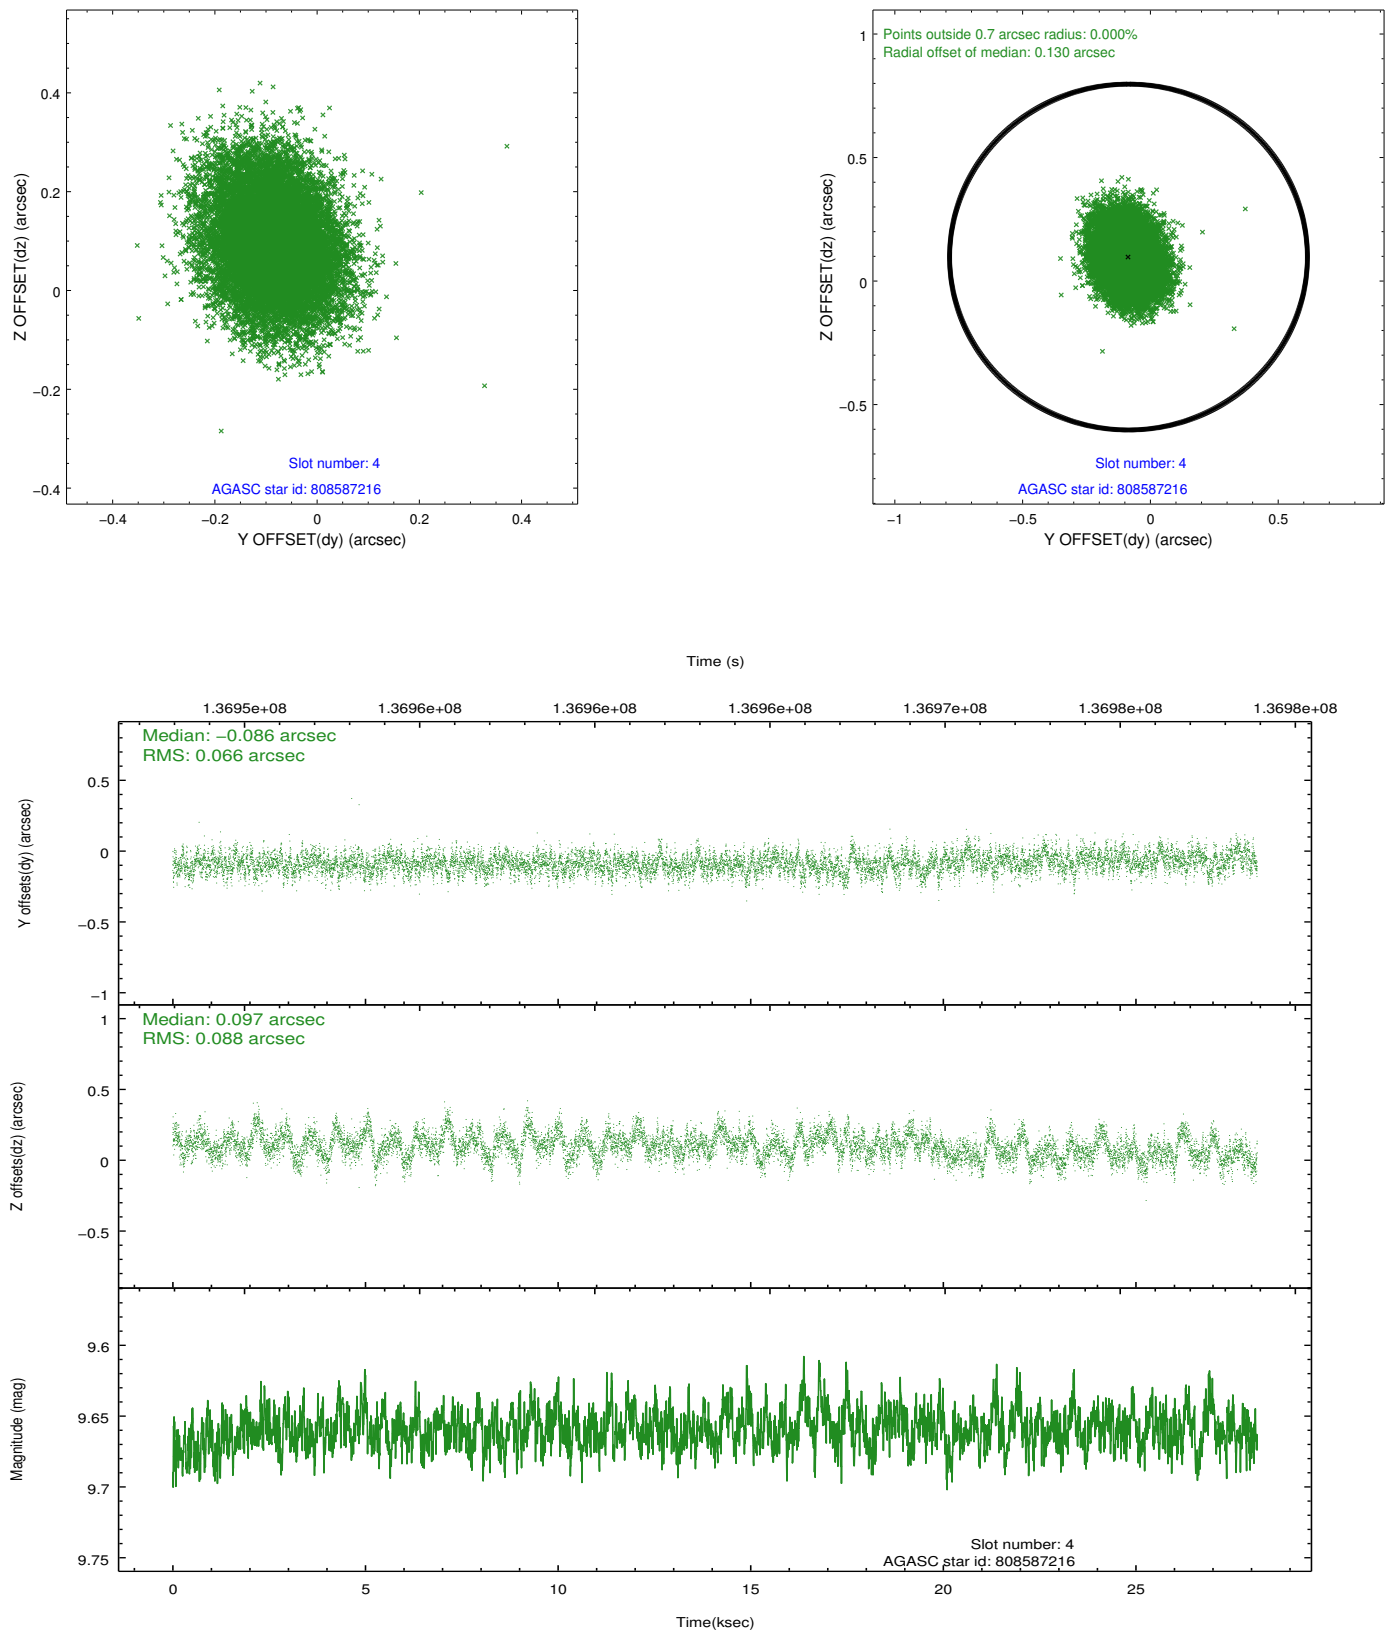 0.4
0.2
0
−0.2
−0.4
Z OFFSET(dz) (arcsec)
Slot number: 4
AGASC star id: 808587216
−0.4
−0.2
0
0.2
0.4
Y OFFSET(dy) (arcsec)
Points outside 0.7 arcsec radius: 0.000%
Radial offset of median: 0.130 arcsec
1
0.5
0
−0.5
Z OFFSET(dz) (arcsec)
Slot number: 4
AGASC star id: 808587216
−1
−0.5
0
0.5
Y OFFSET(dy) (arcsec)
Time (s)
1.3695e+08
1.3696e+08
1.3696e+08
1.3696e+08
1.3697e+08
1.3698e+08
1.3698e+08
Median: −0.086 arcsec
RMS: 0.066 arcsec
0.5
0
−0.5
−1
Y offsets(dy) (arcsec)
Median: 0.097 arcsec
RMS: 0.088 arcsec
1
0.5
0
−0.5
Z offsets(dz) (arcsec)
9.6
9.65
9.7
9.75
Magnitude (mag)
Slot number: 4
AGASC star id: 808587216
0
5
10
15
20
25
Time(ksec)